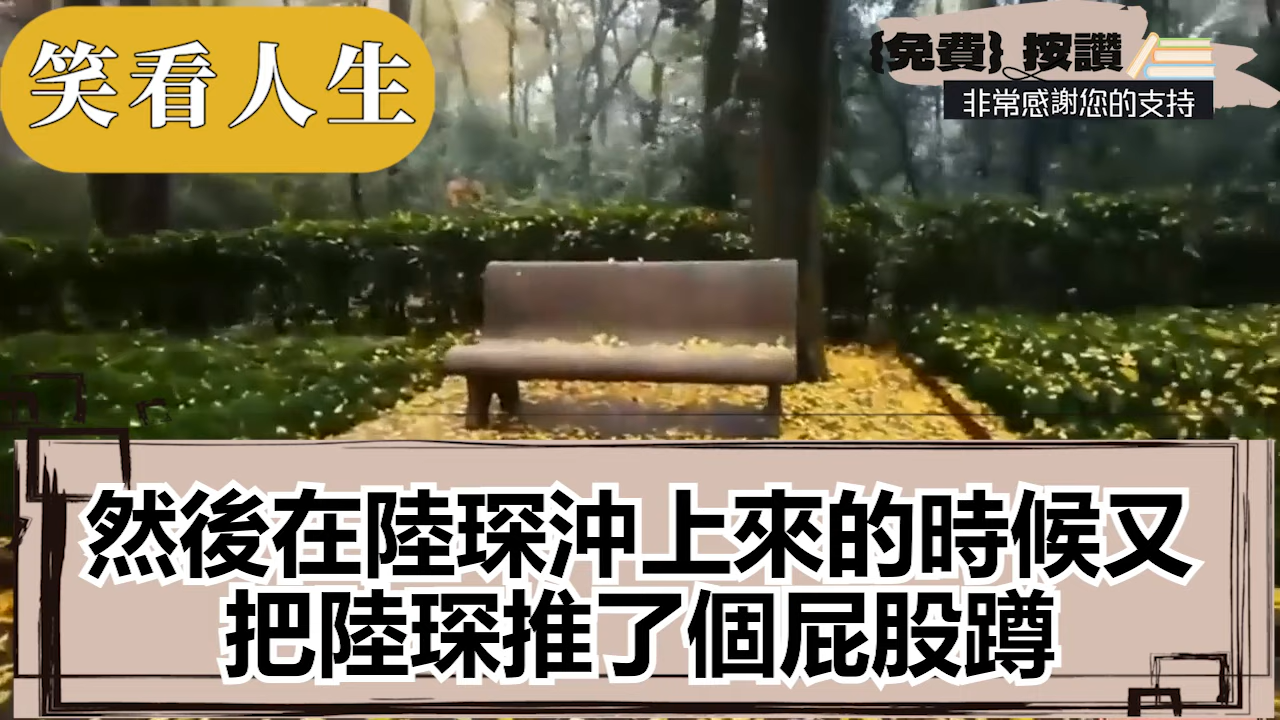 笑看人生
{免費} 按讚
非常感謝您的支持
然後在陸琛沖上來的時候又
把陸琛推了個屁股蹲